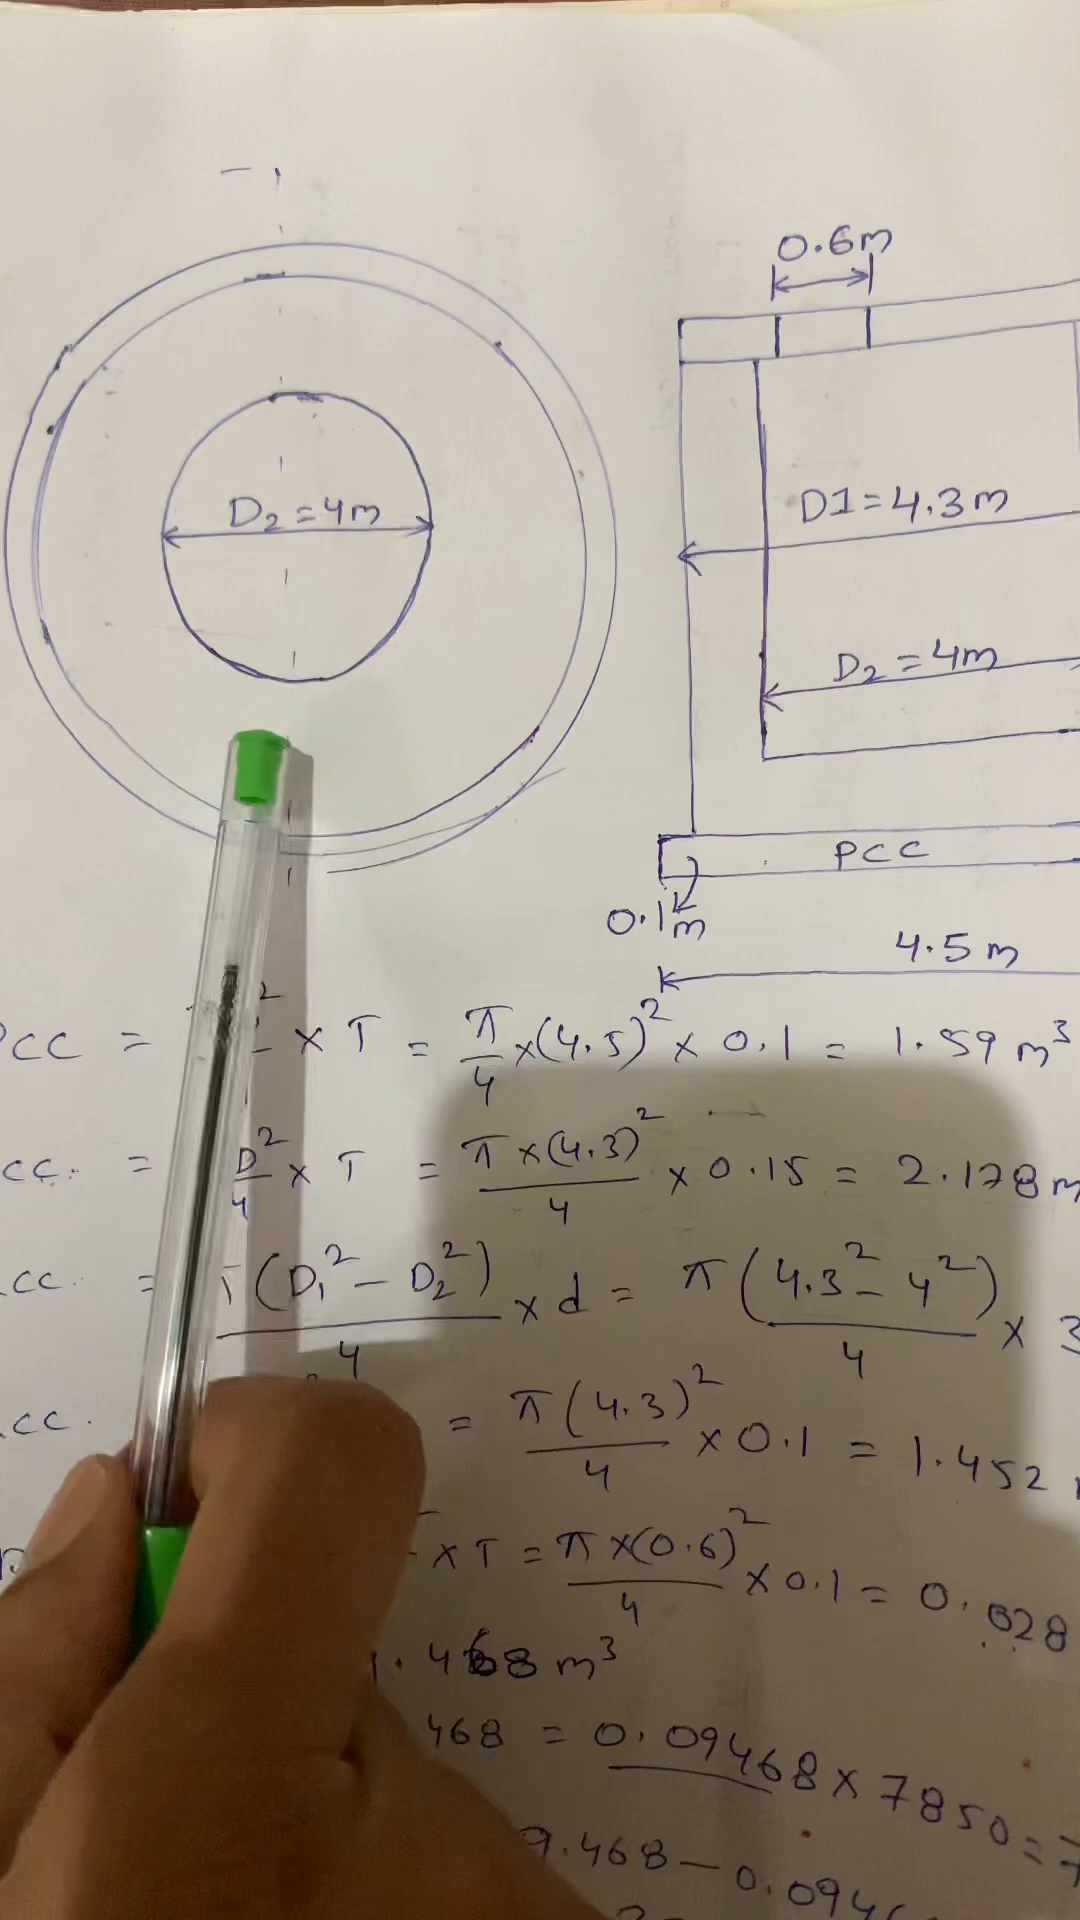 0.6m
D1=4.3m
D₂=4m
D₂=4m
PCC
0.1m
4.5m
CC = × T = π/4 ×(4.5)² × 0.1 = 1.59 m³
CC. = D²/4 × T = π×(4.3)²/4 × 0.15 = 2.178m
CC. = (D₁²-D₂²)/4 × d = π(4.3²-4²)/4 × 3
CC. = π(4.3)²/4 ×0.1 = 1.452
×T = π×(0.6)²/4 ×0.1 = 0.028
.468 m³
468 = 0.09468×7850=7
9.468-0.094